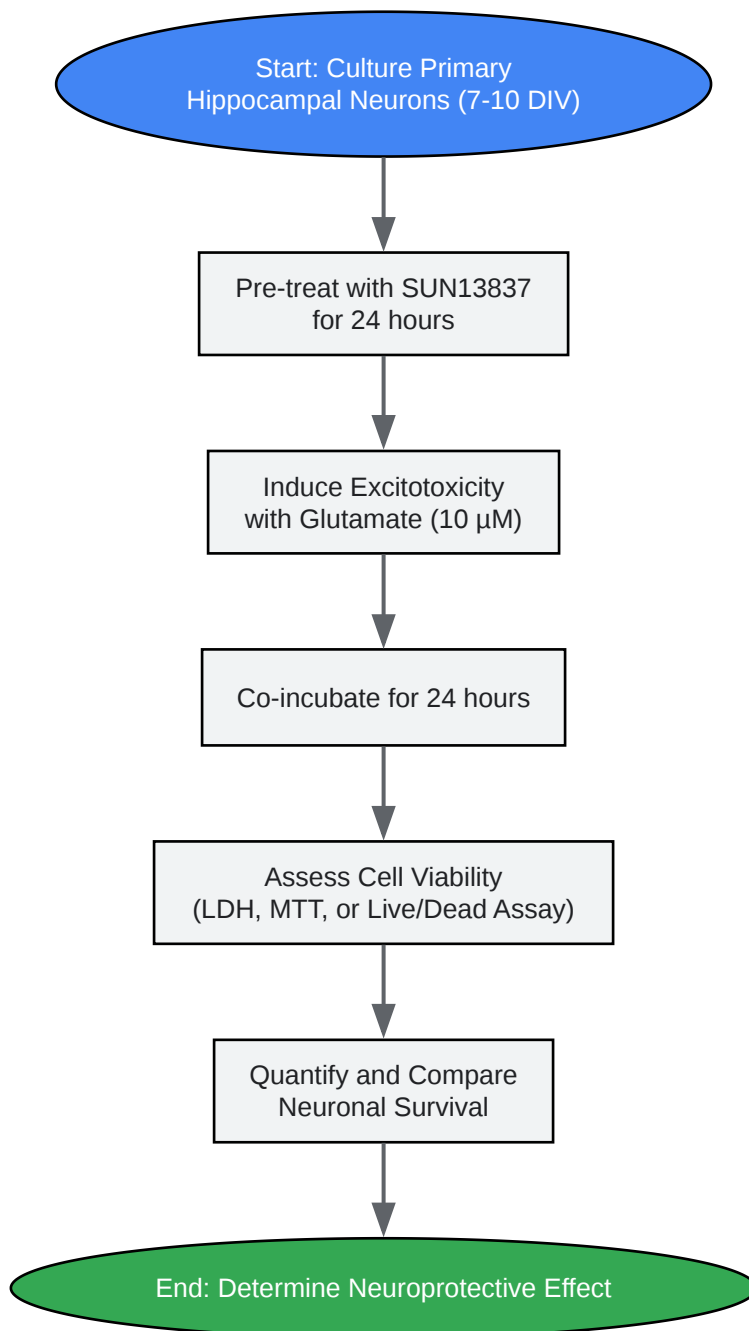 Start: Culture Primary
Hippocampal Neurons (7-10 DIV)
Pre-treat with SUN13837
for 24 hours
Induce Excitotoxicity
with Glutamate (10 µM)
Co-incubate for 24 hours
Assess Cell Viability
(LDH, MTT, or Live/Dead Assay)
Quantify and Compare
Neuronal Survival
End: Determine Neuroprotective Effect